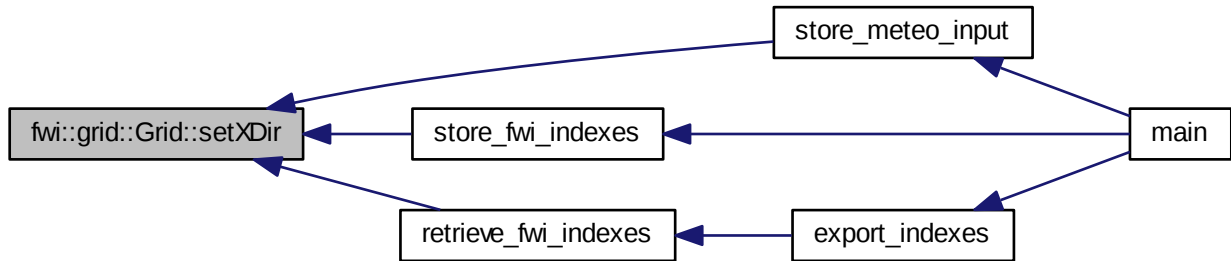 store_meteo_input
fwi::grid::Grid::setXDir
store_fwi_indexes
main
retrieve_fwi_indexes
export_indexes